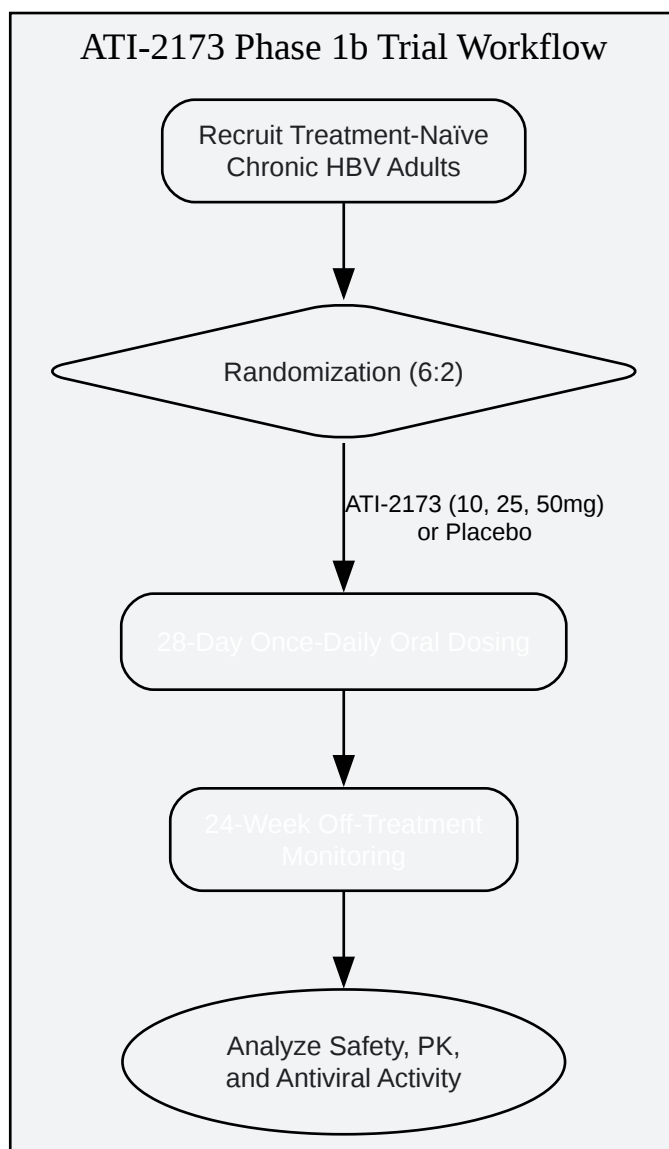 ATI-2173 Phase 1b Trial Workflow
Recruit Treatment-Naïve
Chronic HBV Adults
Randomization (6:2)
ATI-2173 (10, 25, 50mg)
or Placebo
28-Day Once-Daily Oral Dosing
24-Week Off-Treatment
Monitoring
Analyze Safety, PK,
and Antiviral Activity